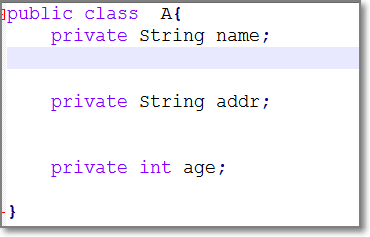 public class  A{
    private String name;
    private String addr;
    private int age;
}